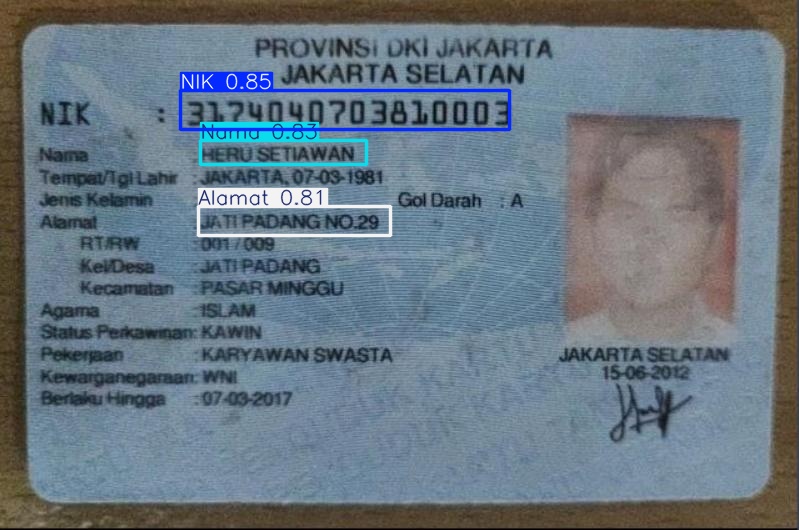 PROVINSI DKI JAKARTA
JAKARTA SELATAN
NIK 0.85
NIK : 3174040703810003
Nama 0.83
Nama : HERU SETIAWAN
Tempat/Tgl Lahir : JAKARTA, 07-03-1981
Alamat 0.81
Jenis Kelamin Gol Darah : A
Alamat JATI PADANG NO.29
RT/RW : 001 / 009
Kel/Desa : JATI PADANG
Kecamatan : PASAR MINGGU
Agama : ISLAM
Status Perkawinan: KAWIN
Pekerjaan : KARYAWAN SWASTA
Kewarganegaraan: WNI
Berlaku Hingga : 07-03-2017
JAKARTA SELATAN
15-06-2012